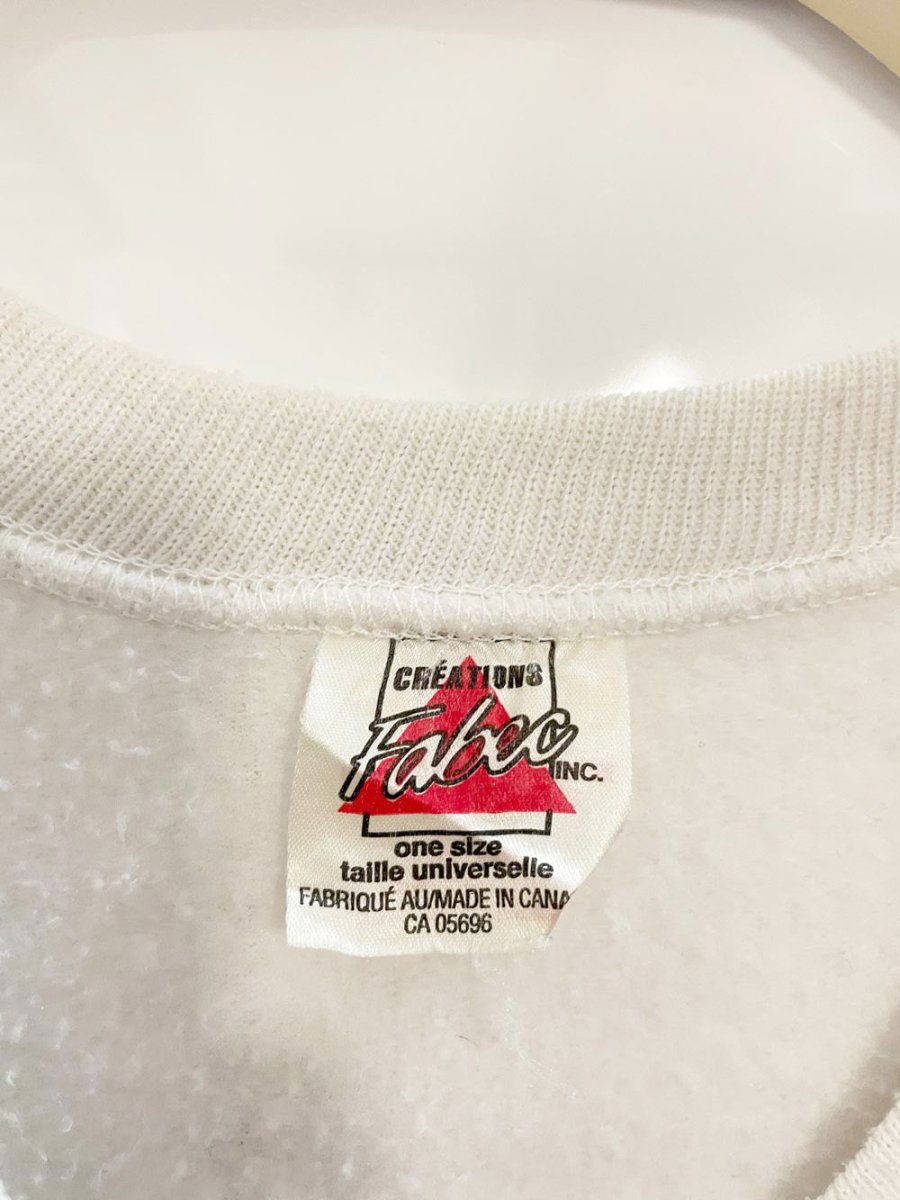 CRÉATIONS
Fabec INC.
one size
taille universelle
FABRIQUÉ AU/MADE IN CANA
CA 05696